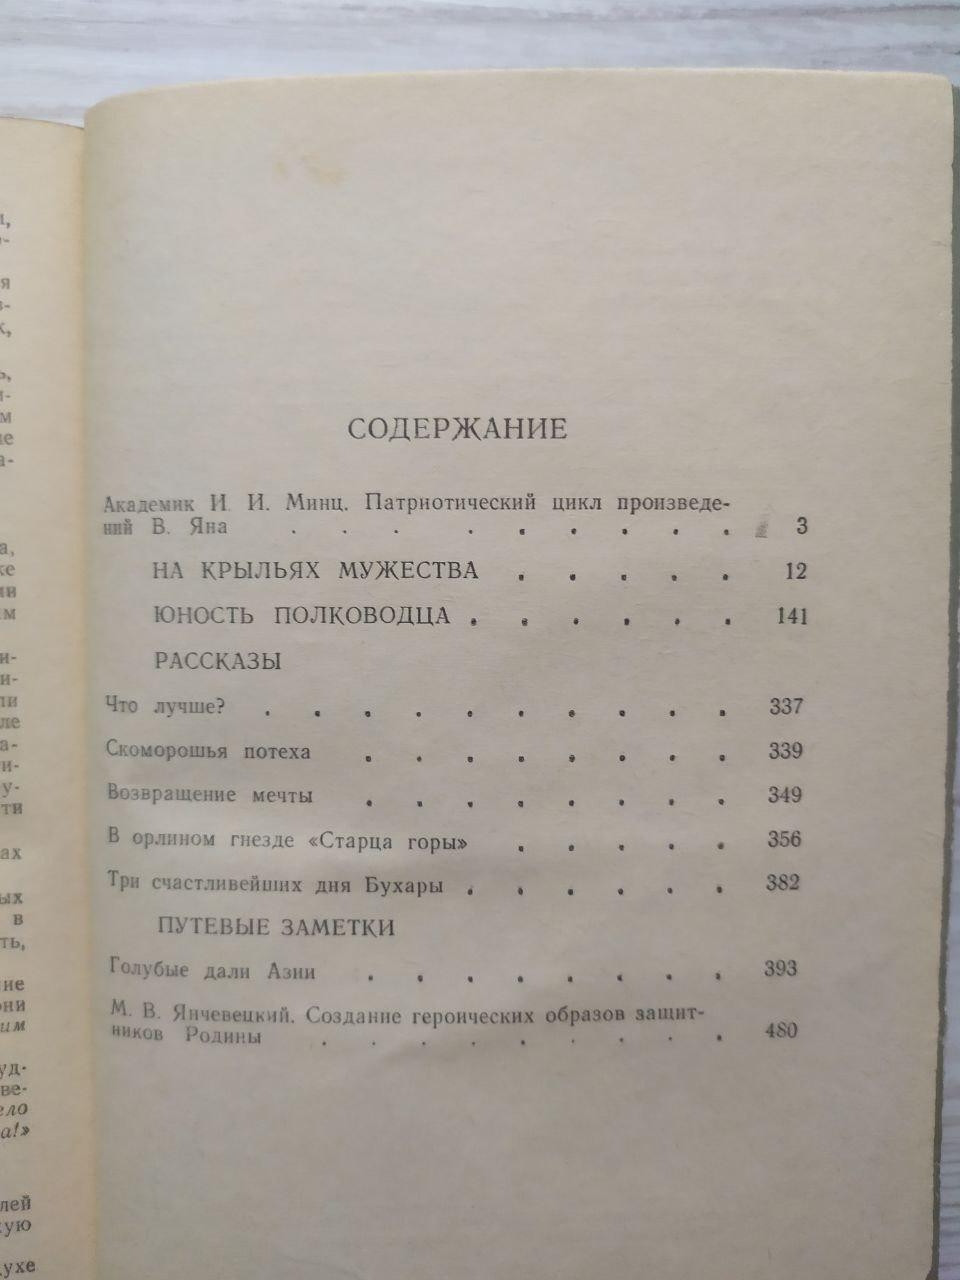 СОДЕРЖАНИЕ
Академик И. И. Минц. Патриотический цикл произведе-
ний В. Яна . . . . . . . . . 3
НА КРЫЛЬЯХ МУЖЕСТВА . . . . . 12
ЮНОСТЬ ПОЛКОВОДЦА . . . . . . 141
РАССКАЗЫ
Что лучше? . . . . . . . . . . 337
Скоморошья потеха . . . . . . . . 339
Возвращение мечты . . . . . . . . 349
В орлином гнезде «Старца горы» . . . . . 356
Три счастливейших дня Бухары . . . . . . 382
ПУТЕВЫЕ ЗАМЕТКИ
Голубые дали Азии . . . . . . . . 393
М. В. Янчевецкий. Создание героических образов защит-
ников Родины . . . . . . . . . 480